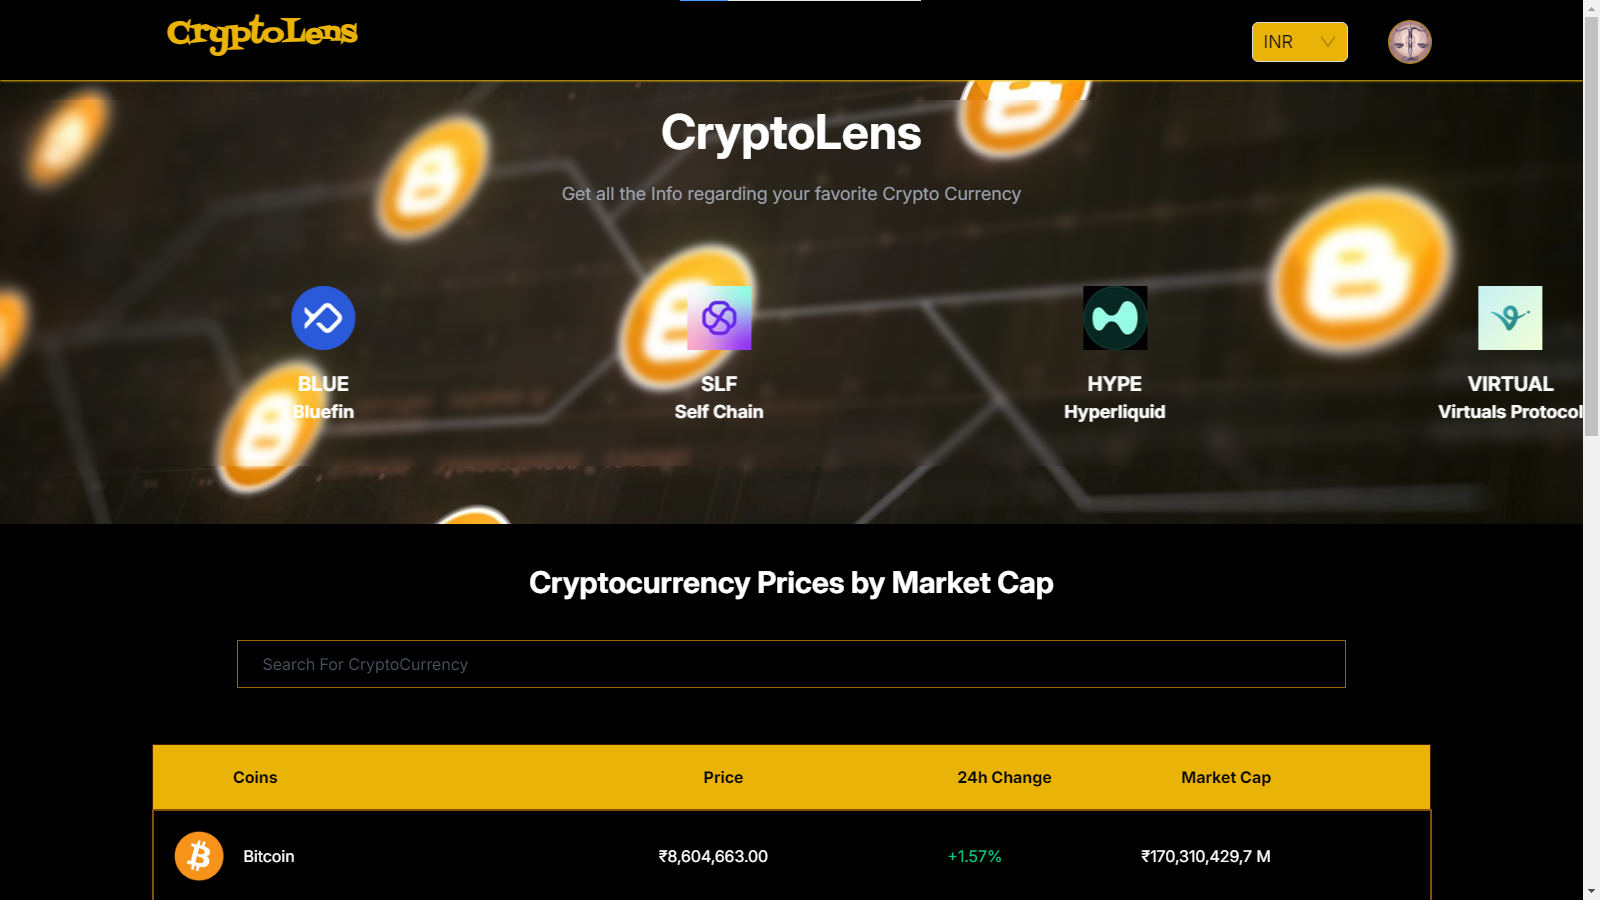 CryptoLens
INR
CryptoLens
Get all the Info regarding your favorite Crypto Currency
BLUE
Bluefin
SLF
Self Chain
HYPE
Hyperliquid
VIRTUAL
Virtuals Protocol
Cryptocurrency Prices by Market Cap
Search For CryptoCurrency
Coins Price 24h Change Market Cap
Bitcoin ₹8,604,663.00 +1.57% ₹170,310,429,7 M